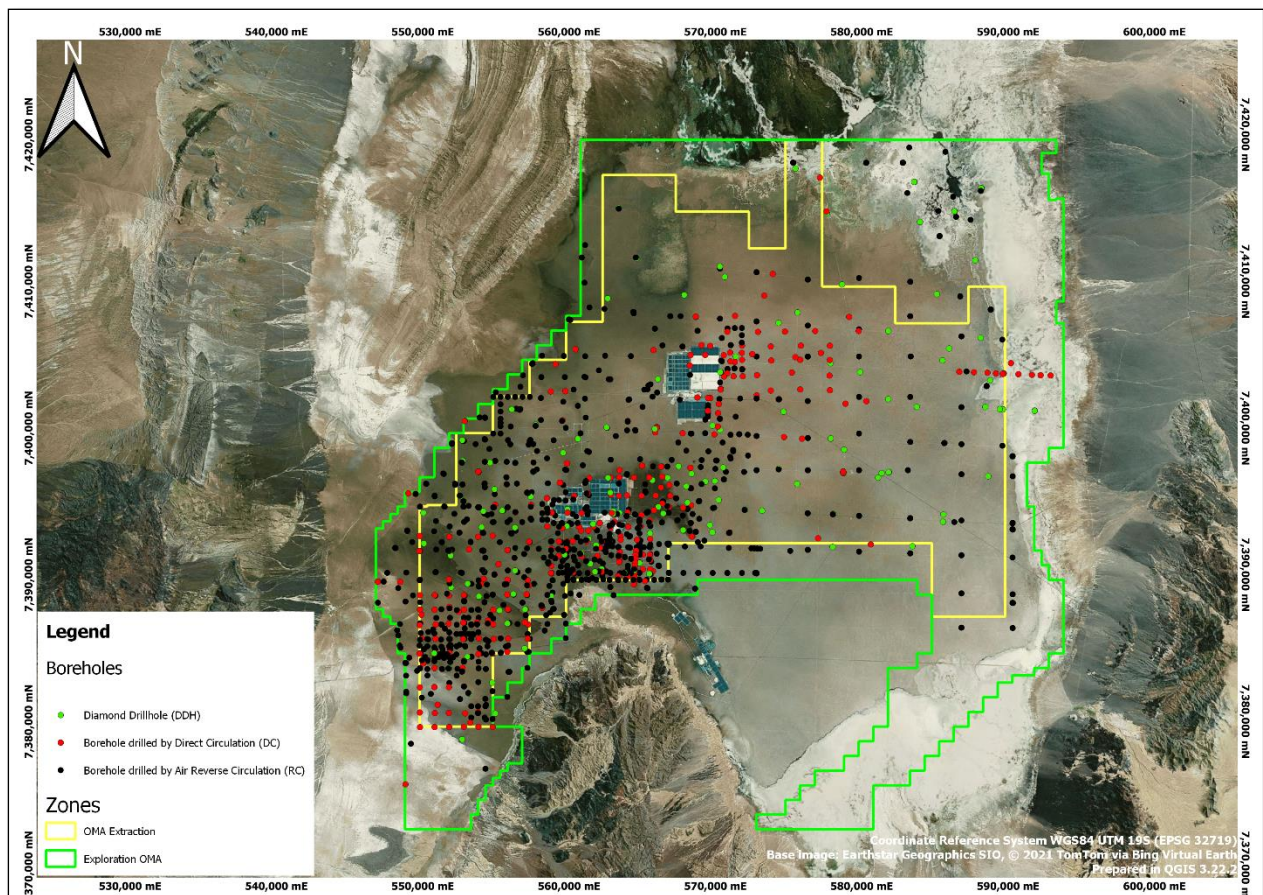 530,000 mE 540,000 mE 550,000 mE 560,000 mE 570,000 mE 580,000 mE 590,000 mE 600,000 mE
N
7,420,000 mN 7,420,000 mN
7,410,000 mN 7,410,000 mN
7,400,000 mN 7,400,000 mN
7,390,000 mN 7,390,000 mN
7,380,000 mN 7,380,000 mN
7,370,000 mN 7,370,000 mN
Legend
Boreholes
Diamond Drillhole (DDH)
Borehole drilled by Direct Circulation (DC)
Borehole drilled by Air Reverse Circulation (RC)
Zones
OMA Extraction
Exploration OMA
Coordinate Reference System WGS84 UTM 19S (EPSG 32719)
Base Image: Earthstar Geographics SIO, © 2021 TomTom via Bing Virtual Earth
Prepared in QGIS 3.22.2
530,000 mE 540,000 mE 550,000 mE 560,000 mE 570,000 mE 580,000 mE 590,000 mE 600,000 mE